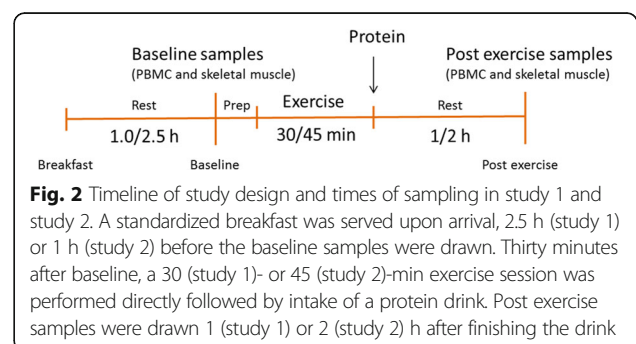 Protein
Baseline samples
Post exercise samples
(PBMC and skeletal muscle)
(PBMC and skeletal muscle)
Rest
Prep
Exercise
Rest
1.0/2.5 h
30/45 min
1/2 h
Breakfast
Baseline
Post exercise
Fig. 2 Timeline of study design and times of sampling in study 1 and
study 2. A standardized breakfast was served upon arrival, 2.5 h (study 1)
or 1 h (study 2) before the baseline samples were drawn. Thirty minutes
after baseline, a 30 (study 1)- or 45 (study 2)-min exercise session was
performed directly followed by intake of a protein drink. Post exercise
samples were drawn 1 (study 1) or 2 (study 2) h after finishing the drink